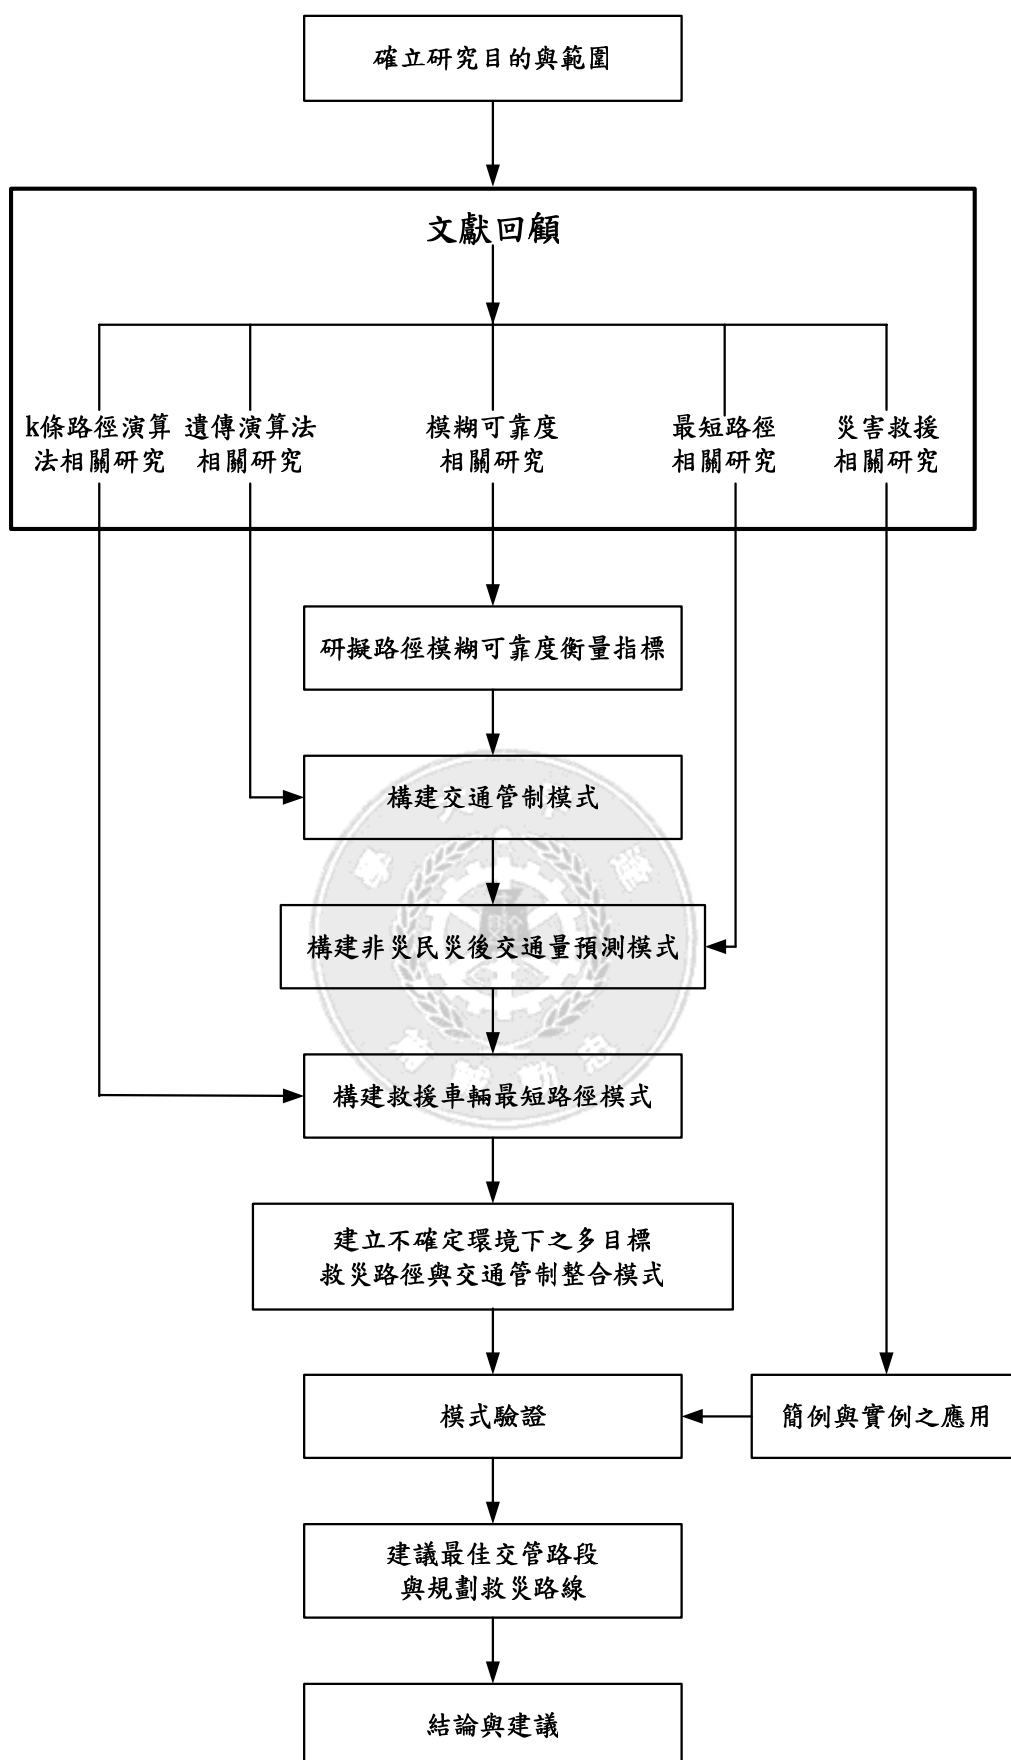 確立研究目的與範圍
文獻回顧
k條路徑演算
法相關研究
遺傳演算法
相關研究
模糊可靠度
相關研究
最短路徑
相關研究
災害救援
相關研究
研擬路徑模糊可靠度衡量指標
構建交通管制模式
構建非災民災後交通量預測模式
構建救援車輛最短路徑模式
建立不確定環境下之多目標
救災路徑與交通管制整合模式
模式驗證
簡例與實例之應用
建議最佳交管路段
與規劃救災路線
結論與建議